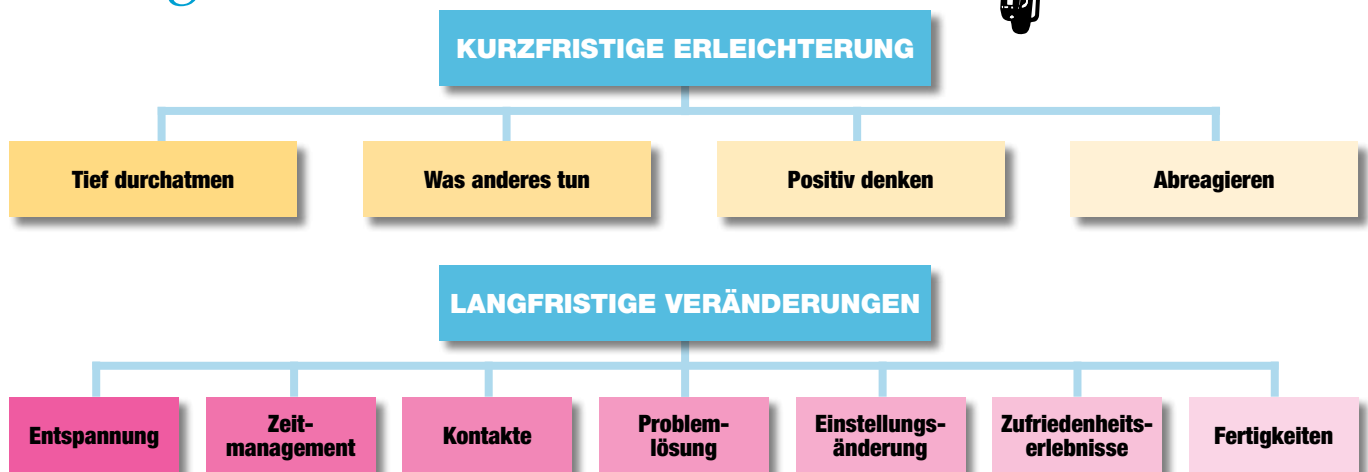 KURZFRISTIGE ERLEICHTERUNG
Tief durchatmen
Was anderes tun
Positiv denken
Abreagieren
LANGFRISTIGE VERÄNDERUNGEN
Entspannung
Zeit-
management
Kontakte
Problem-
lösung
Einstellungs-
änderung
Zufriedenheits-
erlebnisse
Fertigkeiten